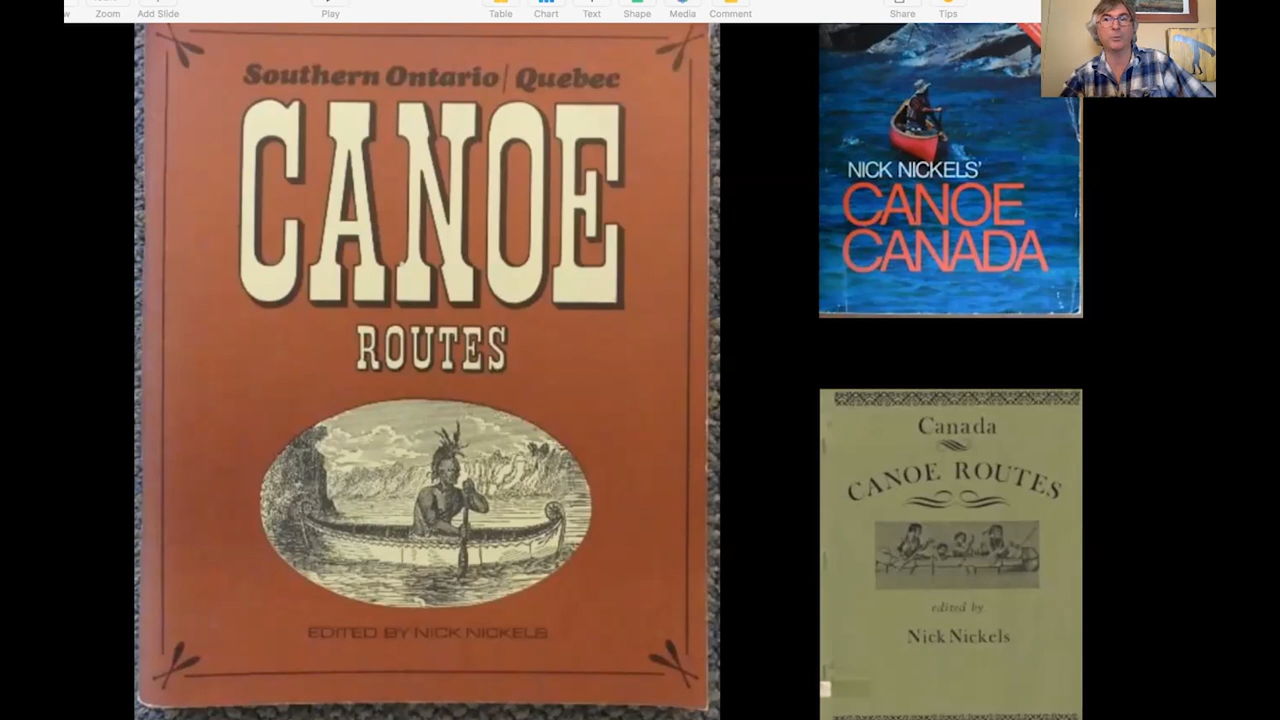 Zoom
Add Slide
Play
Table
Chart
Text
Shape
Media
Comment
Share
Tips
Southern Ontario | Quebec
CANOE
ROUTES
EDITED BY NICK NICKELS
NICK NICKELS'
CANOE
CANADA
Canada
CANOE ROUTES
edited by
Nick Nickels